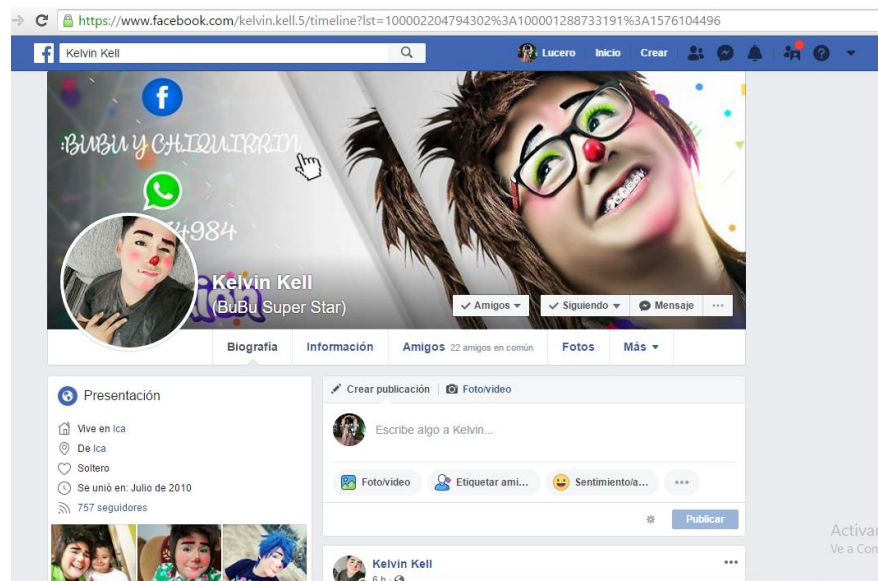 https://www.facebook.com/kelvin.kell.5/timeline?lst=100002204794302%3A100001288733191%3A1576104496
f Kelvin Kell Lucero Inicio Crear
f
:BUBU Y CHIQUIRRIN
4984
Kelvin Kell
(BuBu Super Star)
Amigos Siguiendo Mensaje ...
Biografía Información Amigos 22 amigos en común Fotos Más
Presentación
Vive en Ica
De Ica
Soltero
Se unió en: Julio de 2010
757 seguidores
Crear publicación Foto/video
Escribe algo a Kelvin...
Foto/video Etiquetar ami... Sentimiento/a... ...
Publicar
Kelvin Kell ...
6 h ·
Activar
Ve a Con